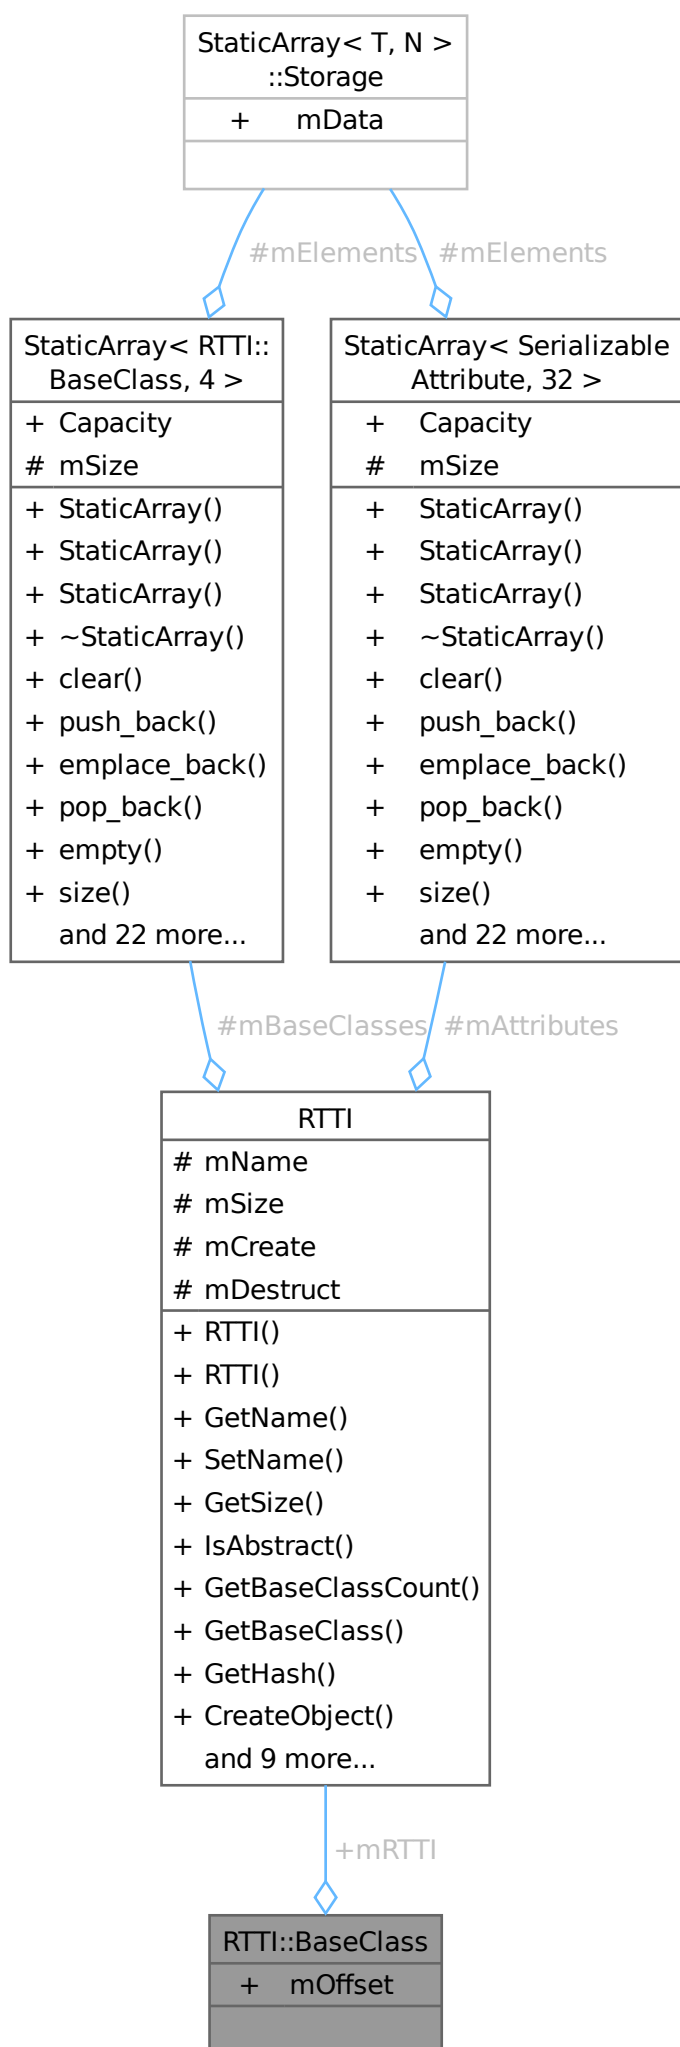 StaticArray< T, N >
::Storage
+ mData
#mElements
#mElements
StaticArray< RTTI::
BaseClass, 4 >
+ Capacity
# mSize
+ StaticArray()
+ StaticArray()
+ StaticArray()
+ ~StaticArray()
+ clear()
+ push_back()
+ emplace_back()
+ pop_back()
+ empty()
+ size()
and 22 more...
StaticArray< Serializable
Attribute, 32 >
+ Capacity
# mSize
+ StaticArray()
+ StaticArray()
+ StaticArray()
+ ~StaticArray()
+ clear()
+ push_back()
+ emplace_back()
+ pop_back()
+ empty()
+ size()
and 22 more...
#mBaseClasses
#mAttributes
RTTI
# mName
# mSize
# mCreate
# mDestruct
+ RTTI()
+ RTTI()
+ GetName()
+ SetName()
+ GetSize()
+ IsAbstract()
+ GetBaseClassCount()
+ GetBaseClass()
+ GetHash()
+ CreateObject()
and 9 more...
+mRTTI
RTTI::BaseClass
+ mOffset